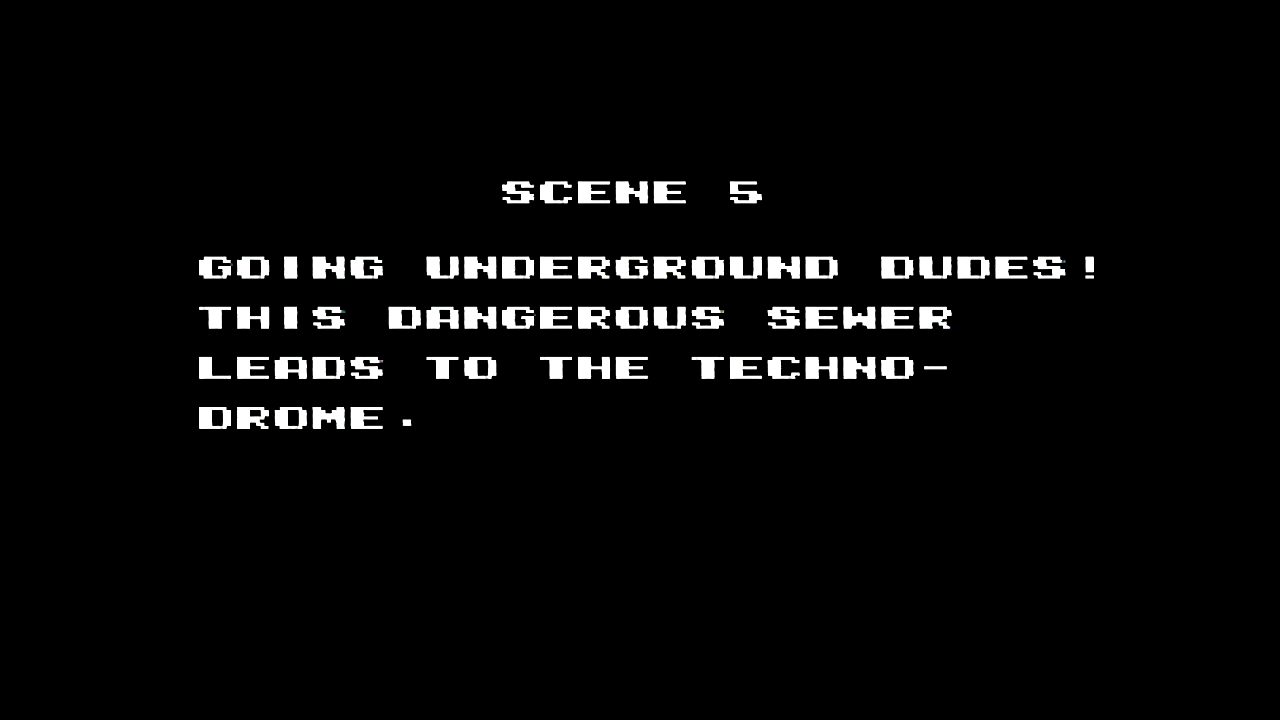 SCENE 5
GOING UNDERGROUND DUDES!
THIS DANGEROUS SEWER
LEADS TO THE TECHNO-
DROME.